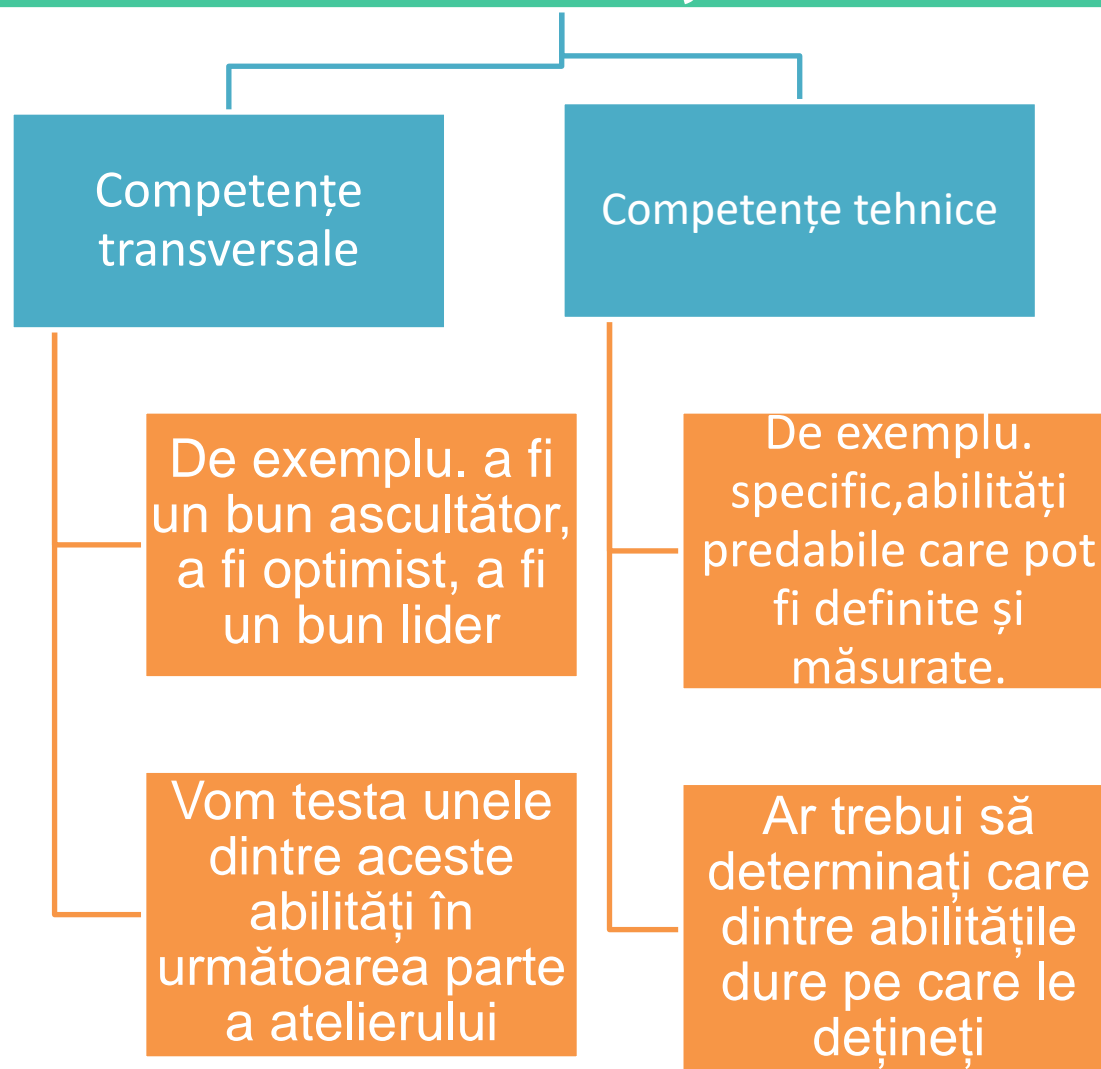 Competențe
transversale
Competențe tehnice
De exemplu. a fi
un bun ascultător,
a fi optimist, a fi
un bun lider
De exemplu.
specific,abilități
predabile care pot
fi definite și
măsurate.
Vom testa unele
dintre aceste
abilități în
următoarea parte
a atelierului
Ar trebui să
determinați care
dintre abilitățile
dure pe care le
dețineți